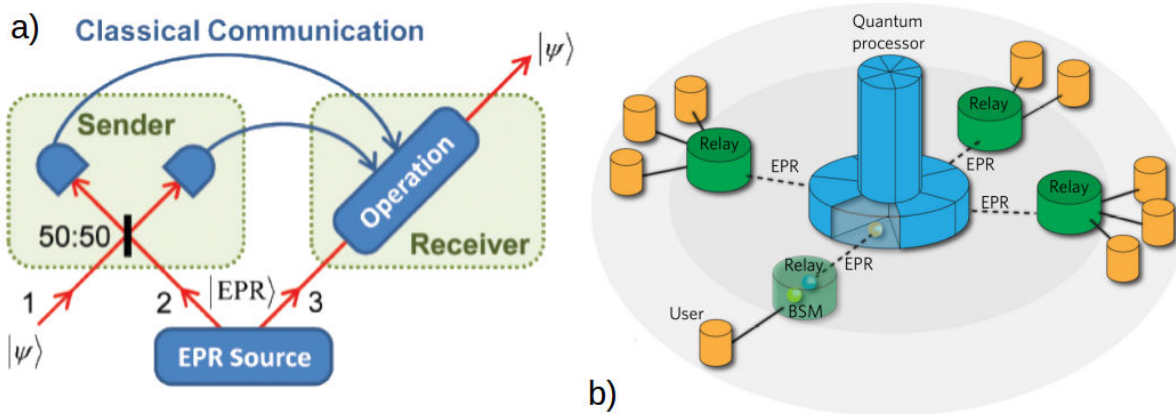 a)
Classical Communication
|ψ⟩
Sender
Operation
50:50
Receiver
1
2
|EPR⟩
3
|ψ⟩
EPR Source
Quantum
processor
Relay
Relay
EPR
EPR
EPR
Relay
Relay
EPR
User
BSM
b)